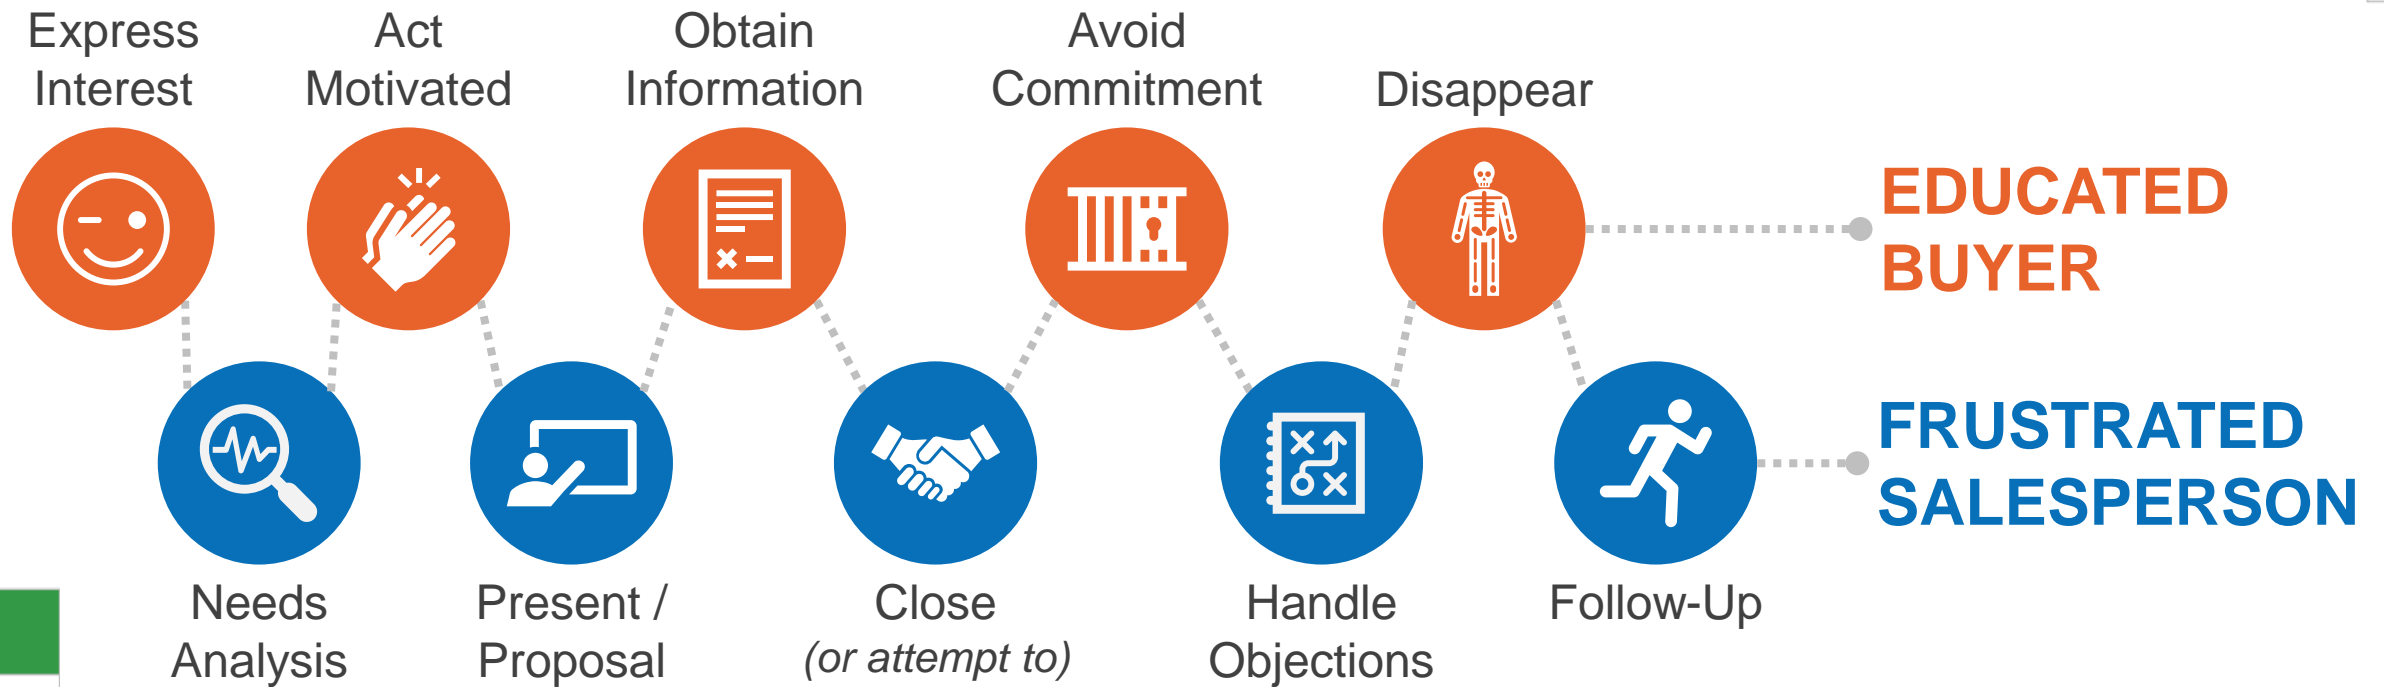 Express
Interest
Act
Motivated
Obtain
Information
Avoid
Commitment
Disappear
EDUCATED
BUYER
FRUSTRATED
SALESPERSON
Needs
Analysis
Present /
Proposal
Close
(or attempt to)
Handle
Objections
Follow-Up